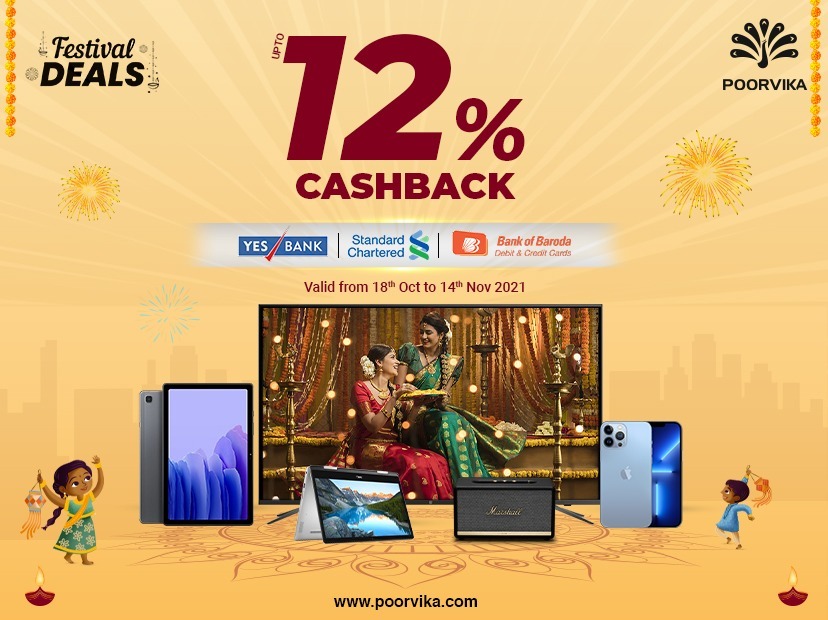 Festival
DEALS
POORVIKA
UPTO
12%
CASHBACK
YES BANK
Standard
Chartered
Bank of Baroda
Debit & Credit Cards
Valid from 18th Oct to 14th Nov 2021
Marshall
www.poorvika.com